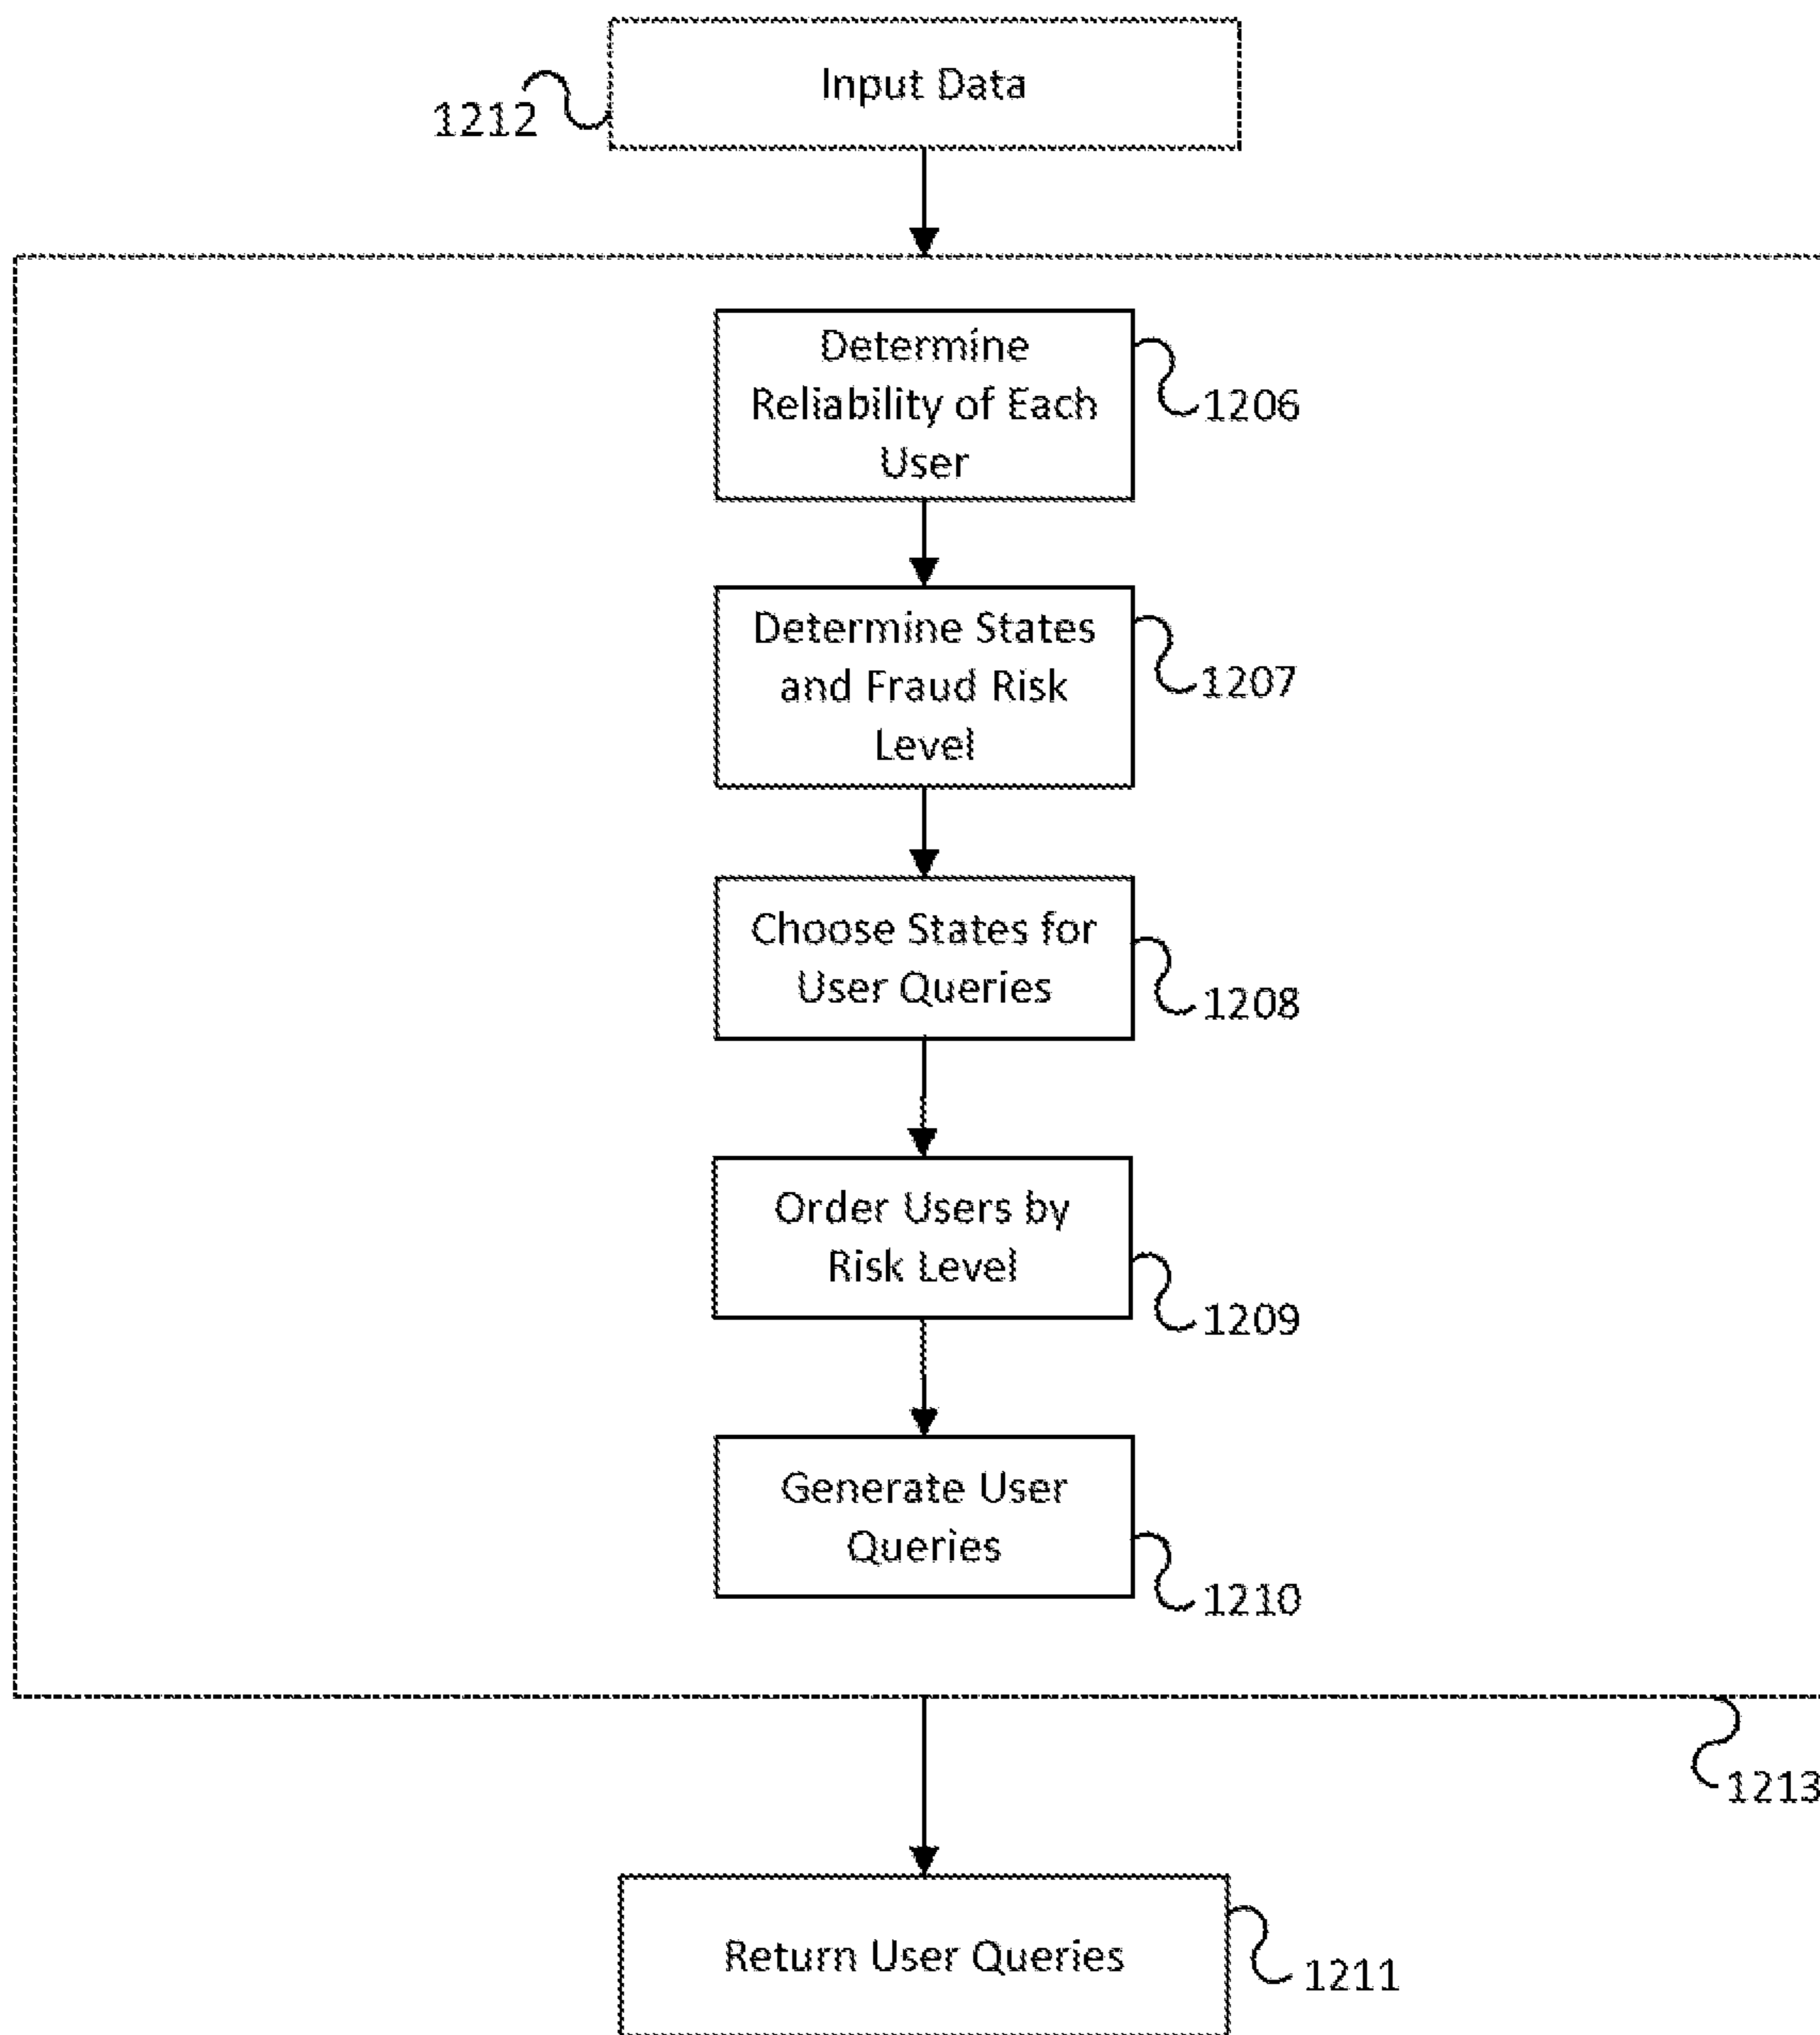 Input Data
1212
Determine
Reliability of Each
User
1206
Determine States
and Fraud Risk
Level
1207
Choose States for
User Queries
1208
Order Users by
Risk Level
1209
Generate User
Queries
1210
1213
Return User Queries
1211